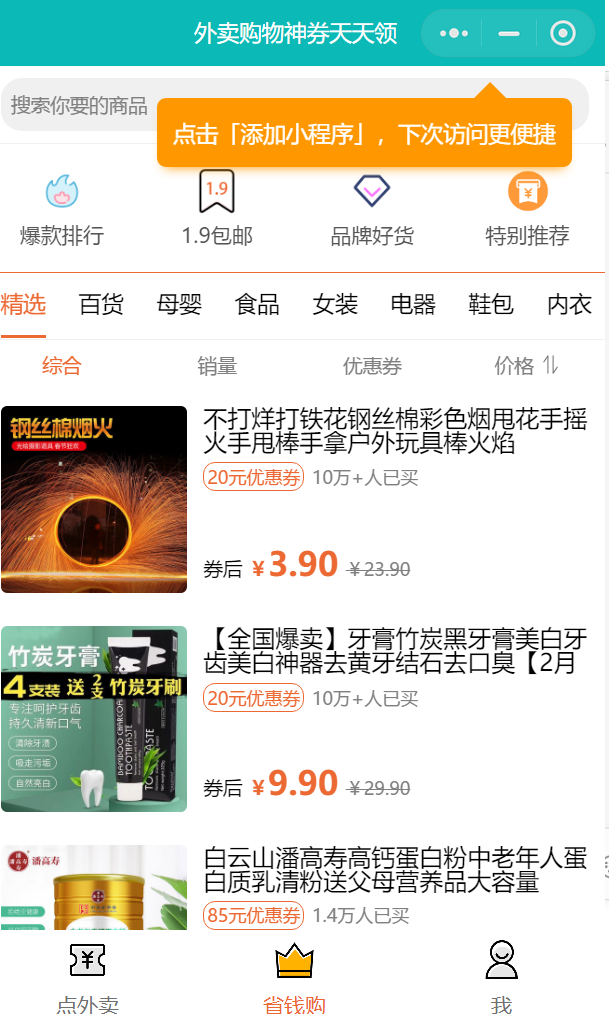 外卖购物神券天天领
搜索你要的商品
点击「添加小程序」，下次访问更便捷
1.9
爆款排行
1.9包邮
品牌好货
特别推荐
精选 百货 母婴 食品 女装 电器 鞋包 内衣
综合 销量 优惠券 价格
钢丝棉烟火
不打烊打铁花钢丝棉彩色烟甩花手摇
火手甩棒手拿户外玩具棒火焰
20元优惠券 10万+人已买
券后 ¥3.90 ¥23.90
竹炭牙膏
4支装 送2支 竹炭牙刷
专注呵护牙齿
持久清新口气
清除牙渍
吸走污垢
自然亮白
BAMBOO CHARCOAL
TOOTHPASTE
【全国爆卖】牙膏竹炭黑牙膏美白牙
齿美白神器去黄牙结石去口臭【2月
20元优惠券 10万+人已买
券后 ¥9.90 ¥29.90
潘高寿
白云山潘高寿高钙蛋白粉中老年人蛋
白质乳清粉送父母营养品大容量
85元优惠券 1.4万人已买
点外卖
省钱购
我